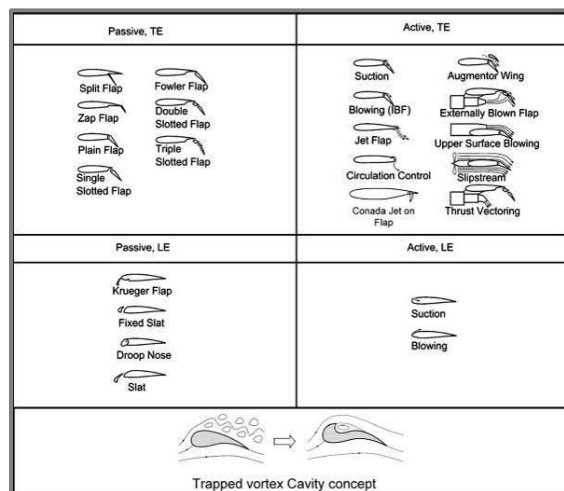 Passive, TE
Active, TE
Split Flap
Zap Flap
Plain Flap
Single
Slotted Flap
Fowler Flap
Double
Slotted Flap
Triple
Slotted Flap
Suction
Blowing (IBF)
Jet Flap
Circulation Control
Conada Jet on
Flap
Augmentor Wing
Externally Blown Flap
Upper Surface Blowing
Slipstream
Thrust Vectoring
Passive, LE
Active, LE
Krueger Flap
Fixed Slat
Droop Nose
Slat
Suction
Blowing
Trapped vortex Cavity concept